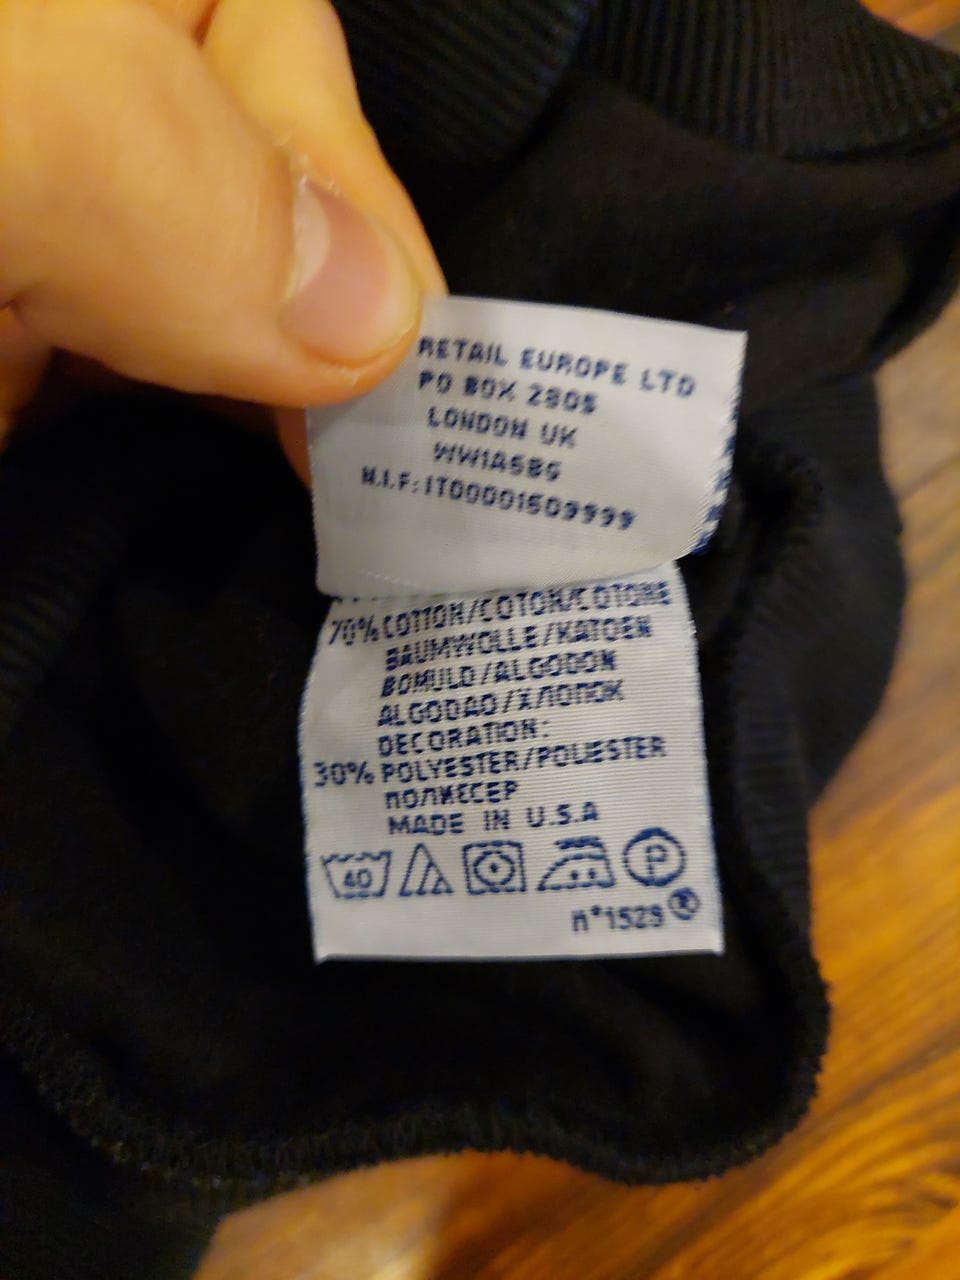 RETAIL EUROPE LTD
PO BOX 2805
LONDON UK
WW1A5BG
N.I.F:IT00001509999
70% COTTON/COTON/COTONE
BAUMWOLLE/KATOEN
BOMULD/ALGODON
ALGODAO/ХЛОПОК
DECORATION:
30% POLYESTER/POLIESTER
ПОЛИЕСЕР
MADE IN U.S.A
40
P
n°1529®